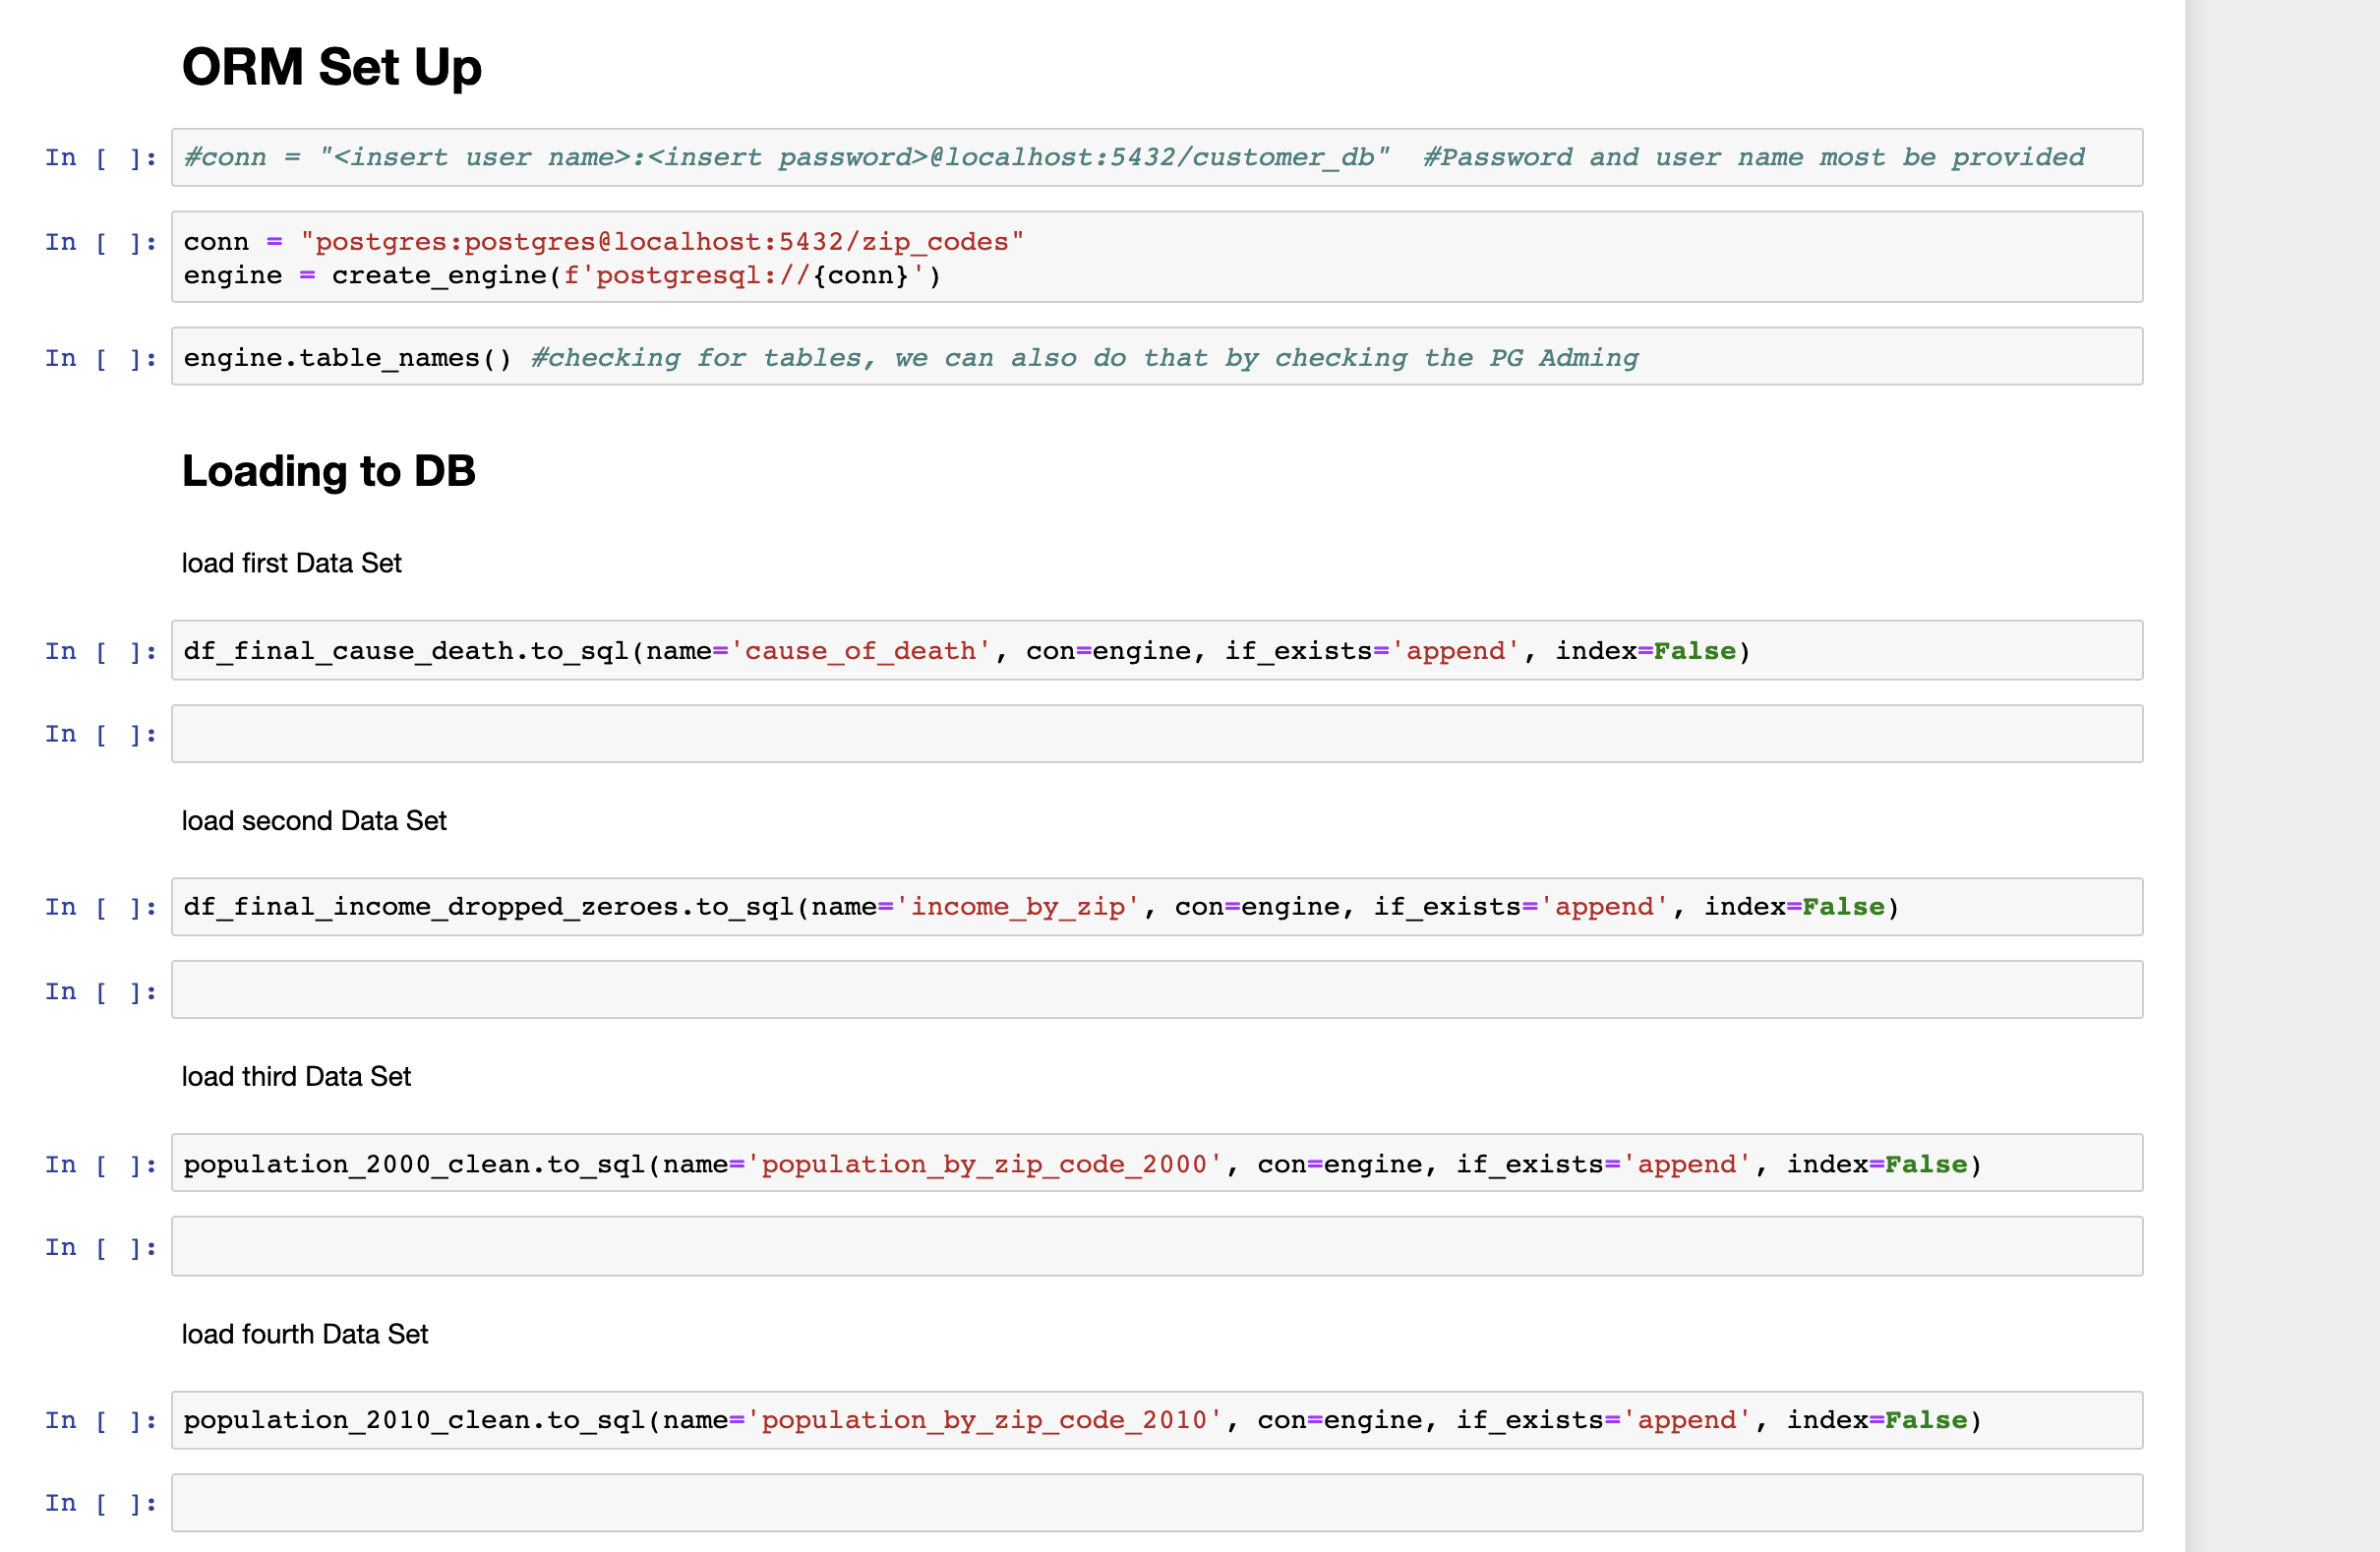 ORM Set Up
In [ ]: #conn = "<insert user name>:<insert password>@localhost:5432/customer_db"  #Password and user name most be provided
In [ ]: conn = "postgres:postgres@localhost:5432/zip_codes"
engine = create_engine(f'postgresql://{conn}')
In [ ]: engine.table_names() #checking for tables, we can also do that by checking the PG Adming
Loading to DB
load first Data Set
In [ ]: df_final_cause_death.to_sql(name='cause_of_death', con=engine, if_exists='append', index=False)
In [ ]:
load second Data Set
In [ ]: df_final_income_dropped_zeroes.to_sql(name='income_by_zip', con=engine, if_exists='append', index=False)
In [ ]:
load third Data Set
In [ ]: population_2000_clean.to_sql(name='population_by_zip_code_2000', con=engine, if_exists='append', index=False)
In [ ]:
load fourth Data Set
In [ ]: population_2010_clean.to_sql(name='population_by_zip_code_2010', con=engine, if_exists='append', index=False)
In [ ]: